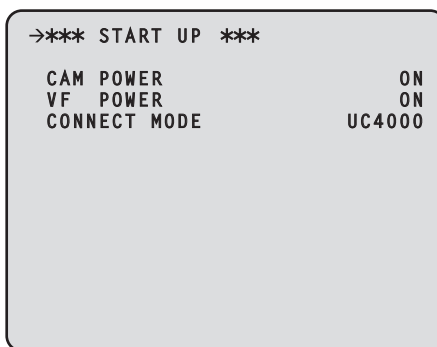 →*** START UP ***
CAM POWER ON
VF POWER ON
CONNECT MODE UC4000